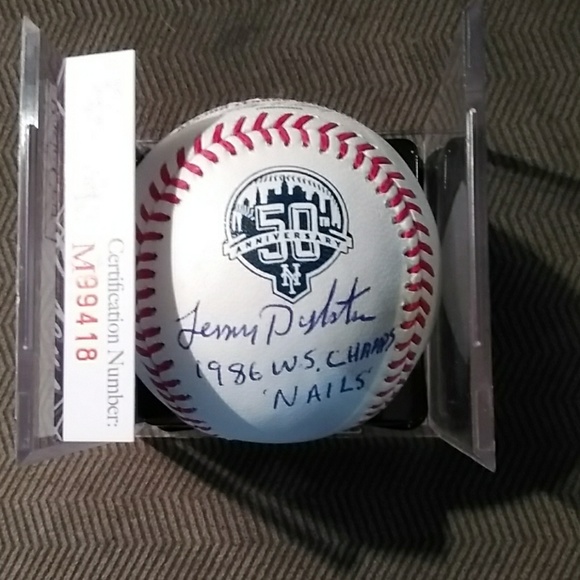 50th
ANNIVERSARY
NY
Lenny Dykstra
1986 W.S. CHAMPS
'NAILS'
Certification Number:
M99418